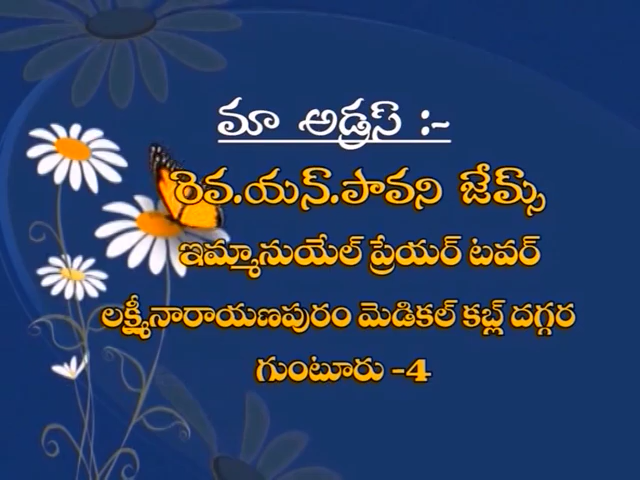 మా అడ్రస్ :-
రెవ.యన్.పావని జేమ్స్
ఇమ్మానుయేల్ ప్రేయర్ టవర్
లక్ష్మీనారాయణపురం మెడికల్ కబ్ల్ దగ్గర
గుంటూరు -4